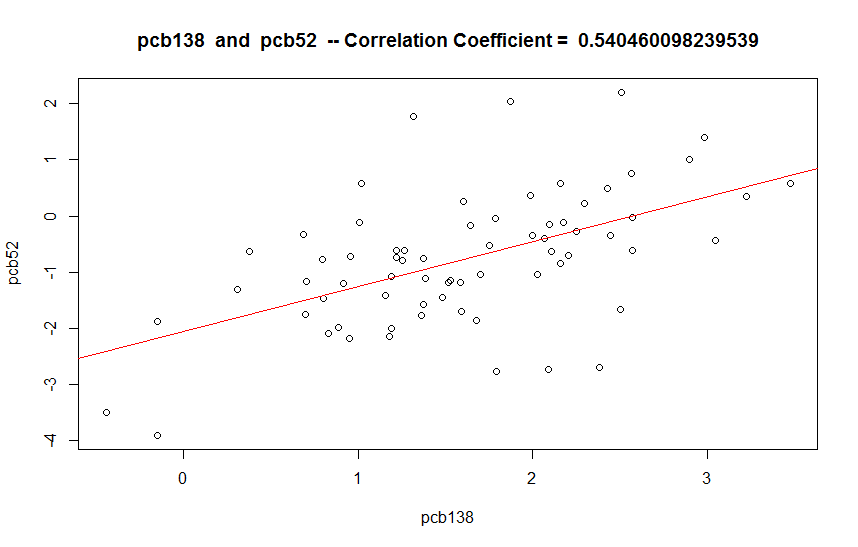 pcb138 and pcb52 -- Correlation Coefficient = 0.540460098239539
2
1
0
-1
-2
-3
-4
pcb52
0 1 2 3
pcb138